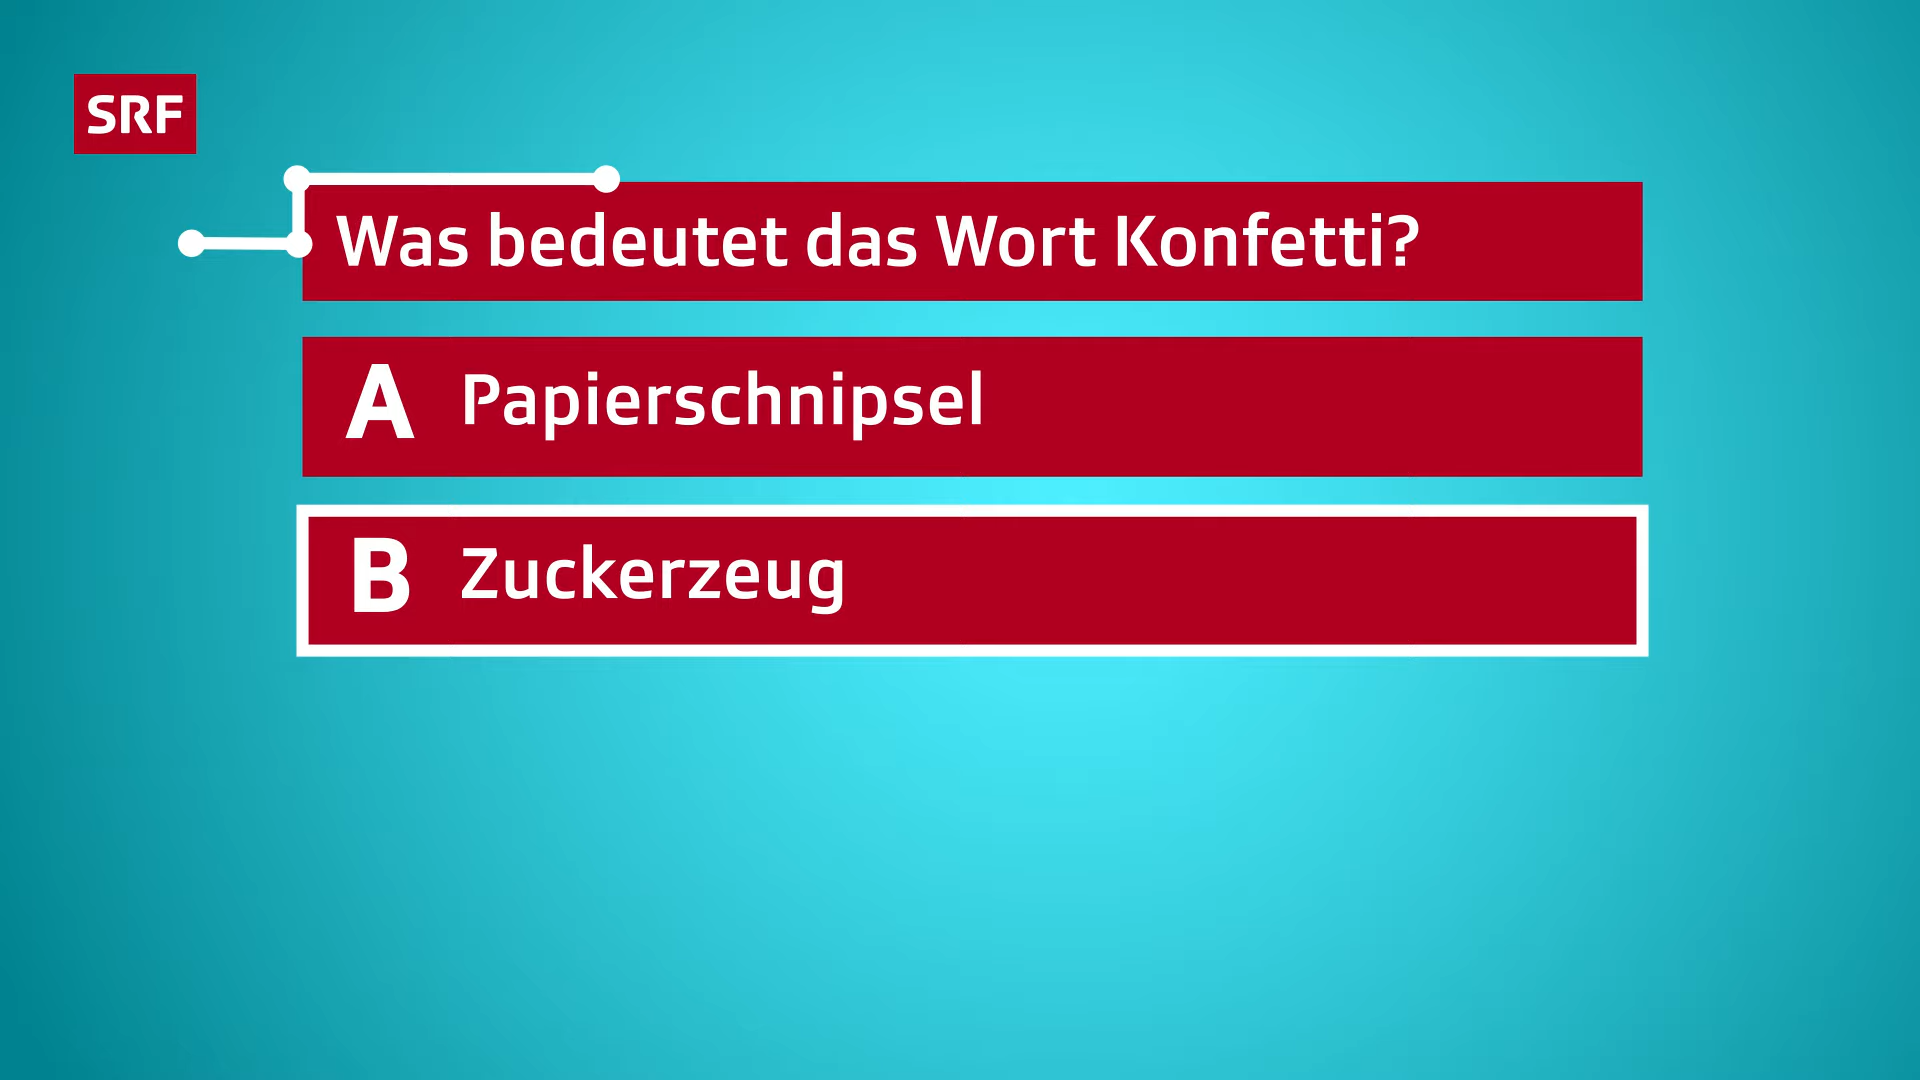 SRF
Was bedeutet das Wort Konfetti?
A Papierschnipsel
B Zuckerzeug